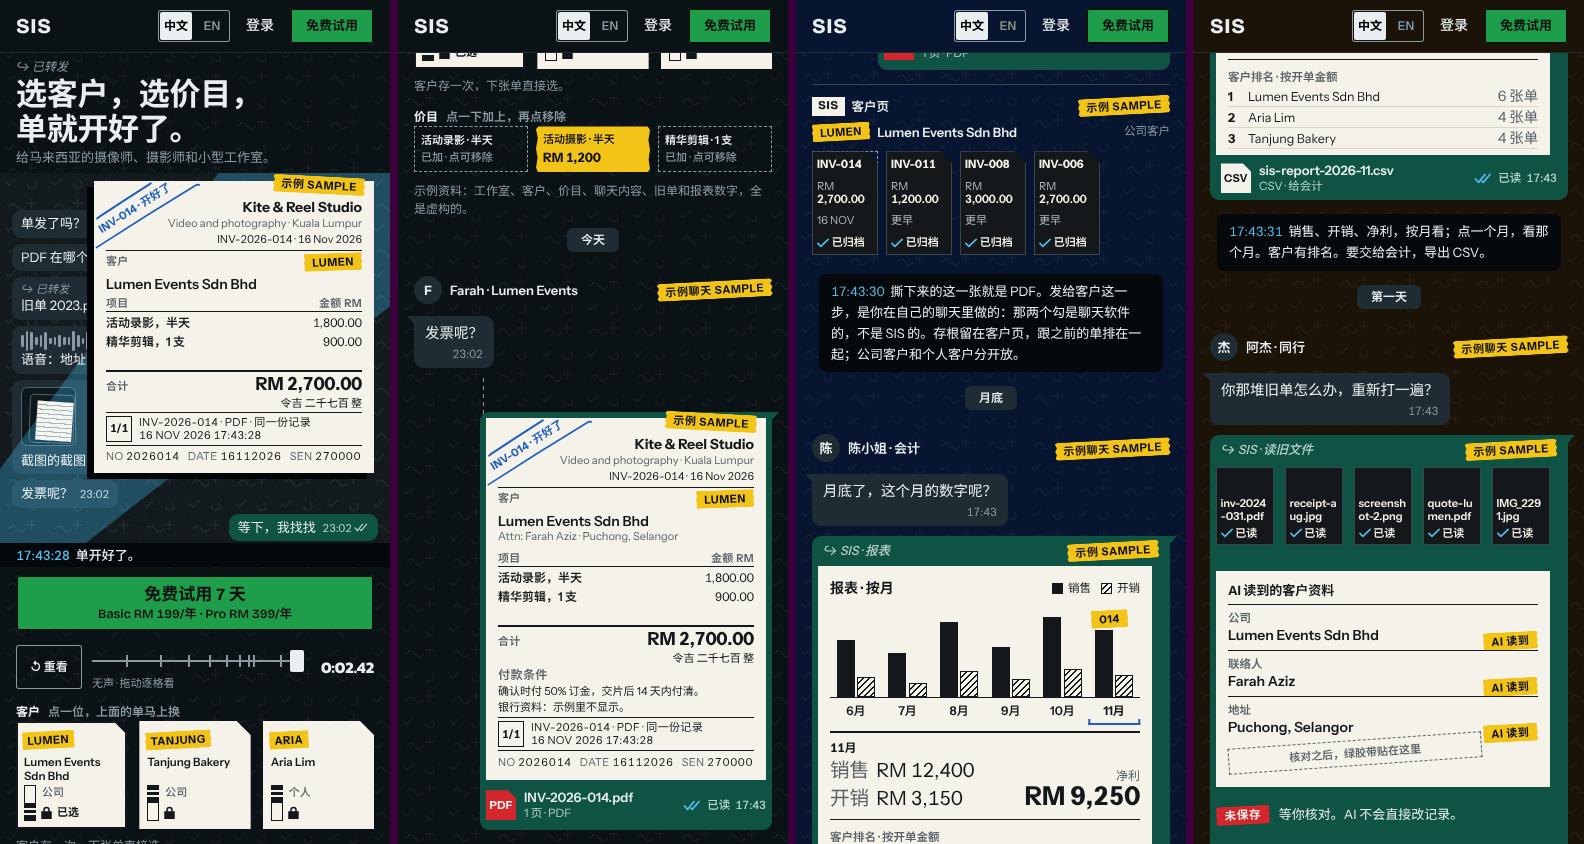 SIS
中文 EN 登录 免费试用
已转发
选客户，选价目，
单就开好了。
给马来西亚的摄像师、摄影师和小型工作室。
单发了吗？
PDF 在哪个
已转发
旧单 2023.p
语音：地址
截图的截图
发票呢？ 23:02
示例 SAMPLE
INV-014·开好了
Kite & Reel Studio
Video and photography·Kuala Lumpur
INV-2026-014·16 Nov 2026
客户 LUMEN
Lumen Events Sdn Bhd
项目 金额 RM
活动录影，半天 1,800.00
精华剪辑，1 支 900.00
合计 RM 2,700.00
令吉 二千七百 整
1/1 INV-2026-014·PDF·同一份记录
16 NOV 2026 17:43:28
NO 2026014 DATE 16112026 SEN 270000
等下，我找找 23:02
17:43:28 单开好了。
免费试用 7 天
Basic RM 199/年 · Pro RM 399/年
重看 0:02.42
无声·拖动逐格看
客户 点一位，上面的单马上换
LUMEN
Lumen Events Sdn Bhd
公司
已选
TANJUNG
Tanjung Bakery
公司
ARIA
Aria Lim
个人
SIS
中文 EN 登录 免费试用
已选
客户存一次，下张单直接选。
价目 点一下加上，再点移除
活动录影·半天
已加·点可移除
活动摄影·半天
RM 1,200
精华剪辑·1 支
已加·点可移除
示例资料：工作室、客户、价目、聊天内容、旧单和报表数字，全
是虚构的。
今天
F Farah·Lumen Events 示例聊天 SAMPLE
发票呢？
23:02
示例 SAMPLE
INV-014·开好了
Kite & Reel Studio
Video and photography·Kuala Lumpur
INV-2026-014·16 Nov 2026
客户 LUMEN
Lumen Events Sdn Bhd
Attn: Farah Aziz·Puchong, Selangor
项目 金额 RM
活动录影，半天 1,800.00
精华剪辑，1 支 900.00
合计 RM 2,700.00
令吉 二千七百 整
付款条件
确认时付 50% 订金，交片后 14 天内付清。
银行资料：示例里不显示。
1/1 INV-2026-014·PDF·同一份记录
16 NOV 2026 17:43:28
NO 2026014 DATE 16112026 SEN 270000
PDF INV-2026-014.pdf
1 页·PDF 已读 17:43
SIS
中文 EN 登录 免费试用
1 页·PDF
SIS 客户页 示例 SAMPLE
LUMEN Lumen Events Sdn Bhd 公司客户
INV-014
RM 2,700.00
16 NOV
已归档
INV-011
RM 1,200.00
更早
已归档
INV-008
RM 3,000.00
更早
已归档
INV-006
RM 2,700.00
更早
已归档
17:43:30 撕下来的这一张就是 PDF。发给客户这一
步，是你在自己的聊天里做的：那两个勾是聊天软件
的，不是 SIS 的。存根留在客户页，跟之前的单排在一
起；公司客户和个人客户分开放。
月底
陈 陈小姐·会计 示例聊天 SAMPLE
月底了，这个月的数字呢？
17:43
SIS·报表 示例 SAMPLE
报表·按月 销售 开销
014
6月 7月 8月 9月 10月 11月
11月
销售 RM 12,400
开销 RM 3,150
净利
RM 9,250
客户排名·按开单金额
SIS
中文 EN 登录 免费试用
客户排名·按开单金额
1 Lumen Events Sdn Bhd 6 张单
2 Aria Lim 4 张单
3 Tanjung Bakery 4 张单
CSV sis-report-2026-11.csv
CSV·给会计 已读 17:43
17:43:31 销售、开销、净利，按月看；点一个月，看那
个月。客户有排名。要交给会计，导出 CSV。
第一天
杰 阿杰·同行 示例聊天 SAMPLE
你那堆旧单怎么办，重新打一遍？
17:43
SIS·读旧文件 示例 SAMPLE
inv-2024-031.pdf
已读
receipt-aug.jpg
已读
screenshot-2.png
已读
quote-lumen.pdf
已读
IMG_2291.jpg
已读
AI 读到的客户资料
公司
Lumen Events Sdn Bhd AI 读到
联络人
Farah Aziz AI 读到
地址
Puchong, Selangor AI 读到
核对之后，绿胶带贴在这里
未保存 等你核对。AI 不会直接改记录。